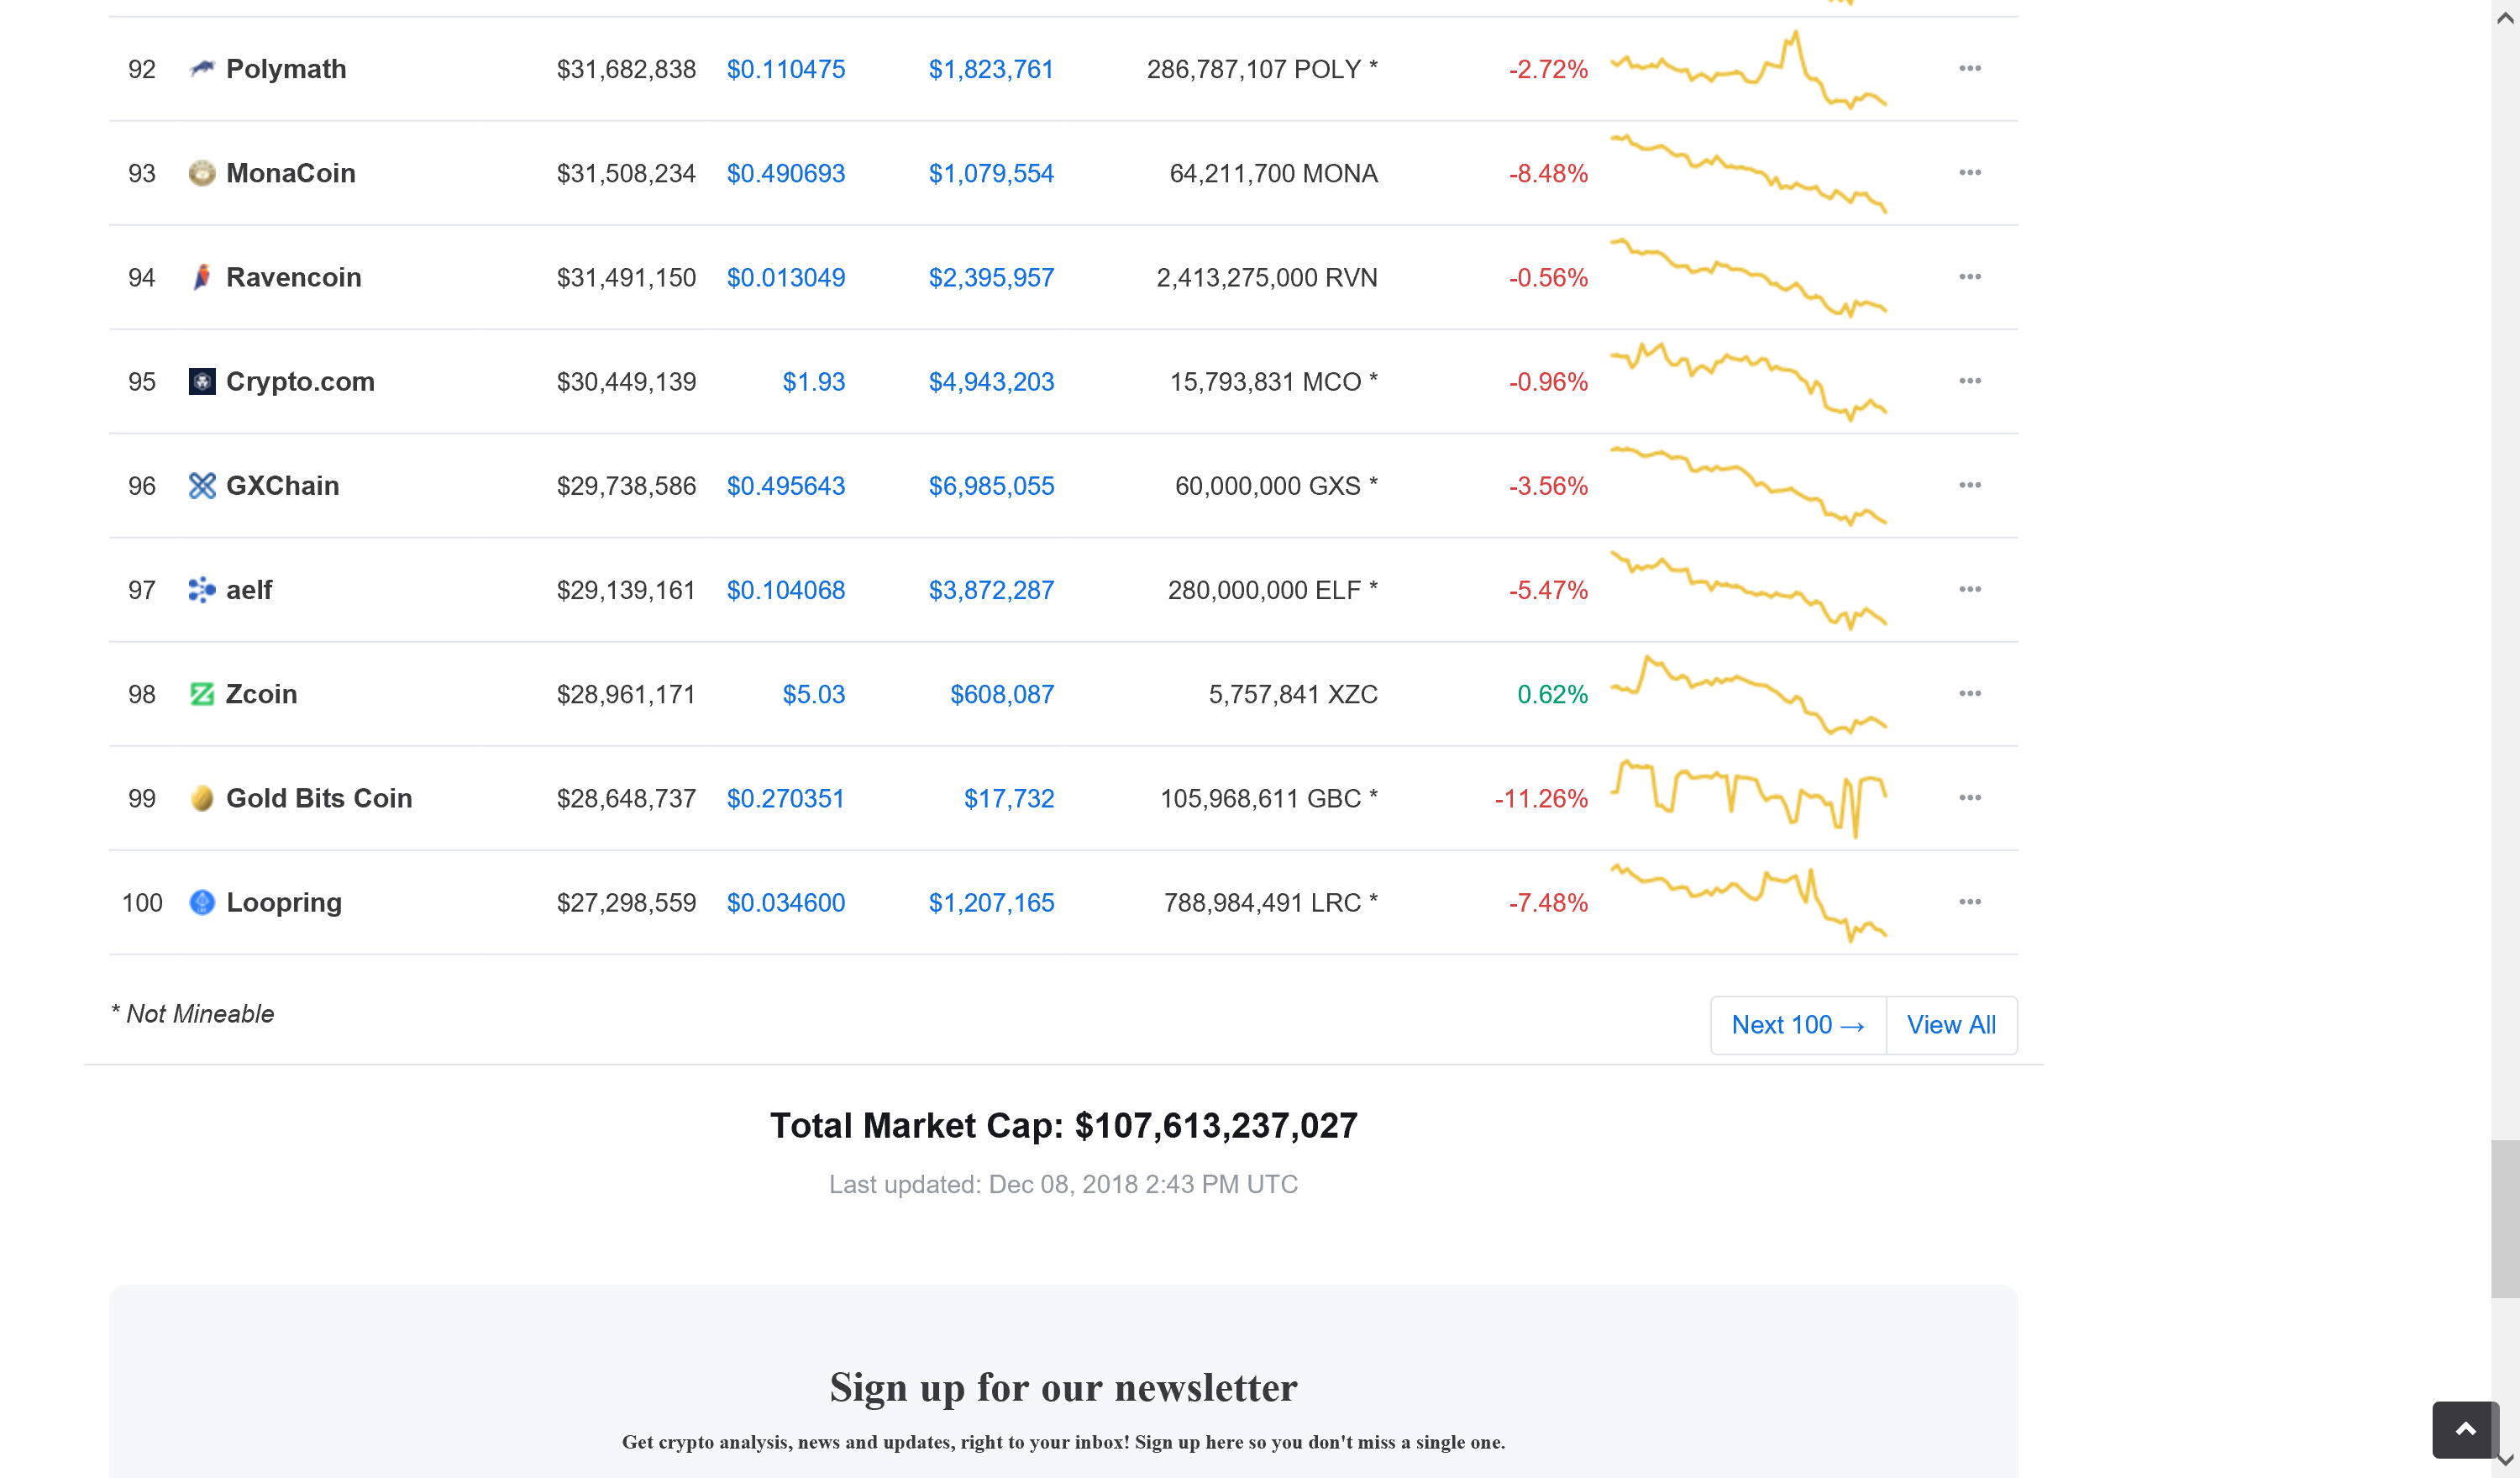 92 Polymath $31,682,838 $0.110475 $1,823,761 286,787,107 POLY * -2.72% •••
93 MonaCoin $31,508,234 $0.490693 $1,079,554 64,211,700 MONA -8.48% •••
94 Ravencoin $31,491,150 $0.013049 $2,395,957 2,413,275,000 RVN -0.56% •••
95 Crypto.com $30,449,139 $1.93 $4,943,203 15,793,831 MCO * -0.96% •••
96 GXChain $29,738,586 $0.495643 $6,985,055 60,000,000 GXS * -3.56% •••
97 aelf $29,139,161 $0.104068 $3,872,287 280,000,000 ELF * -5.47% •••
98 Zcoin $28,961,171 $5.03 $608,087 5,757,841 XZC 0.62% •••
99 Gold Bits Coin $28,648,737 $0.270351 $17,732 105,968,611 GBC * -11.26% •••
100 Loopring $27,298,559 $0.034600 $1,207,165 788,984,491 LRC * -7.48% •••
* Not Mineable
Next 100 → View All
Total Market Cap: $107,613,237,027
Last updated: Dec 08, 2018 2:43 PM UTC
Sign up for our newsletter
Get crypto analysis, news and updates, right to your inbox! Sign up here so you don't miss a single one.